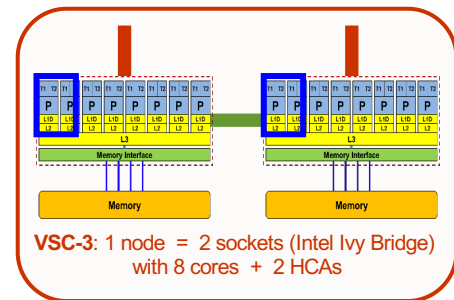 T1 T2 T1 T2 T1 T2 T1 T2 T1 T2 T1 T2 T1 T2 T1 T2
P P P P P P P P
L1D L1D L1D L1D L1D L1D L1D L1D
L2 L2 L2 L2 L2 L2 L2 L2
L3
Memory Interface
Memory
T1 T2 T1 T2 T1 T2 T1 T2 T1 T2 T1 T2 T1 T2 T1 T2
P P P P P P P P
L1D L1D L1D L1D L1D L1D L1D L1D
L2 L2 L2 L2 L2 L2 L2 L2
L3
Memory Interface
Memory
VSC-3: 1 node = 2 sockets (Intel Ivy Bridge)
with 8 cores + 2 HCAs